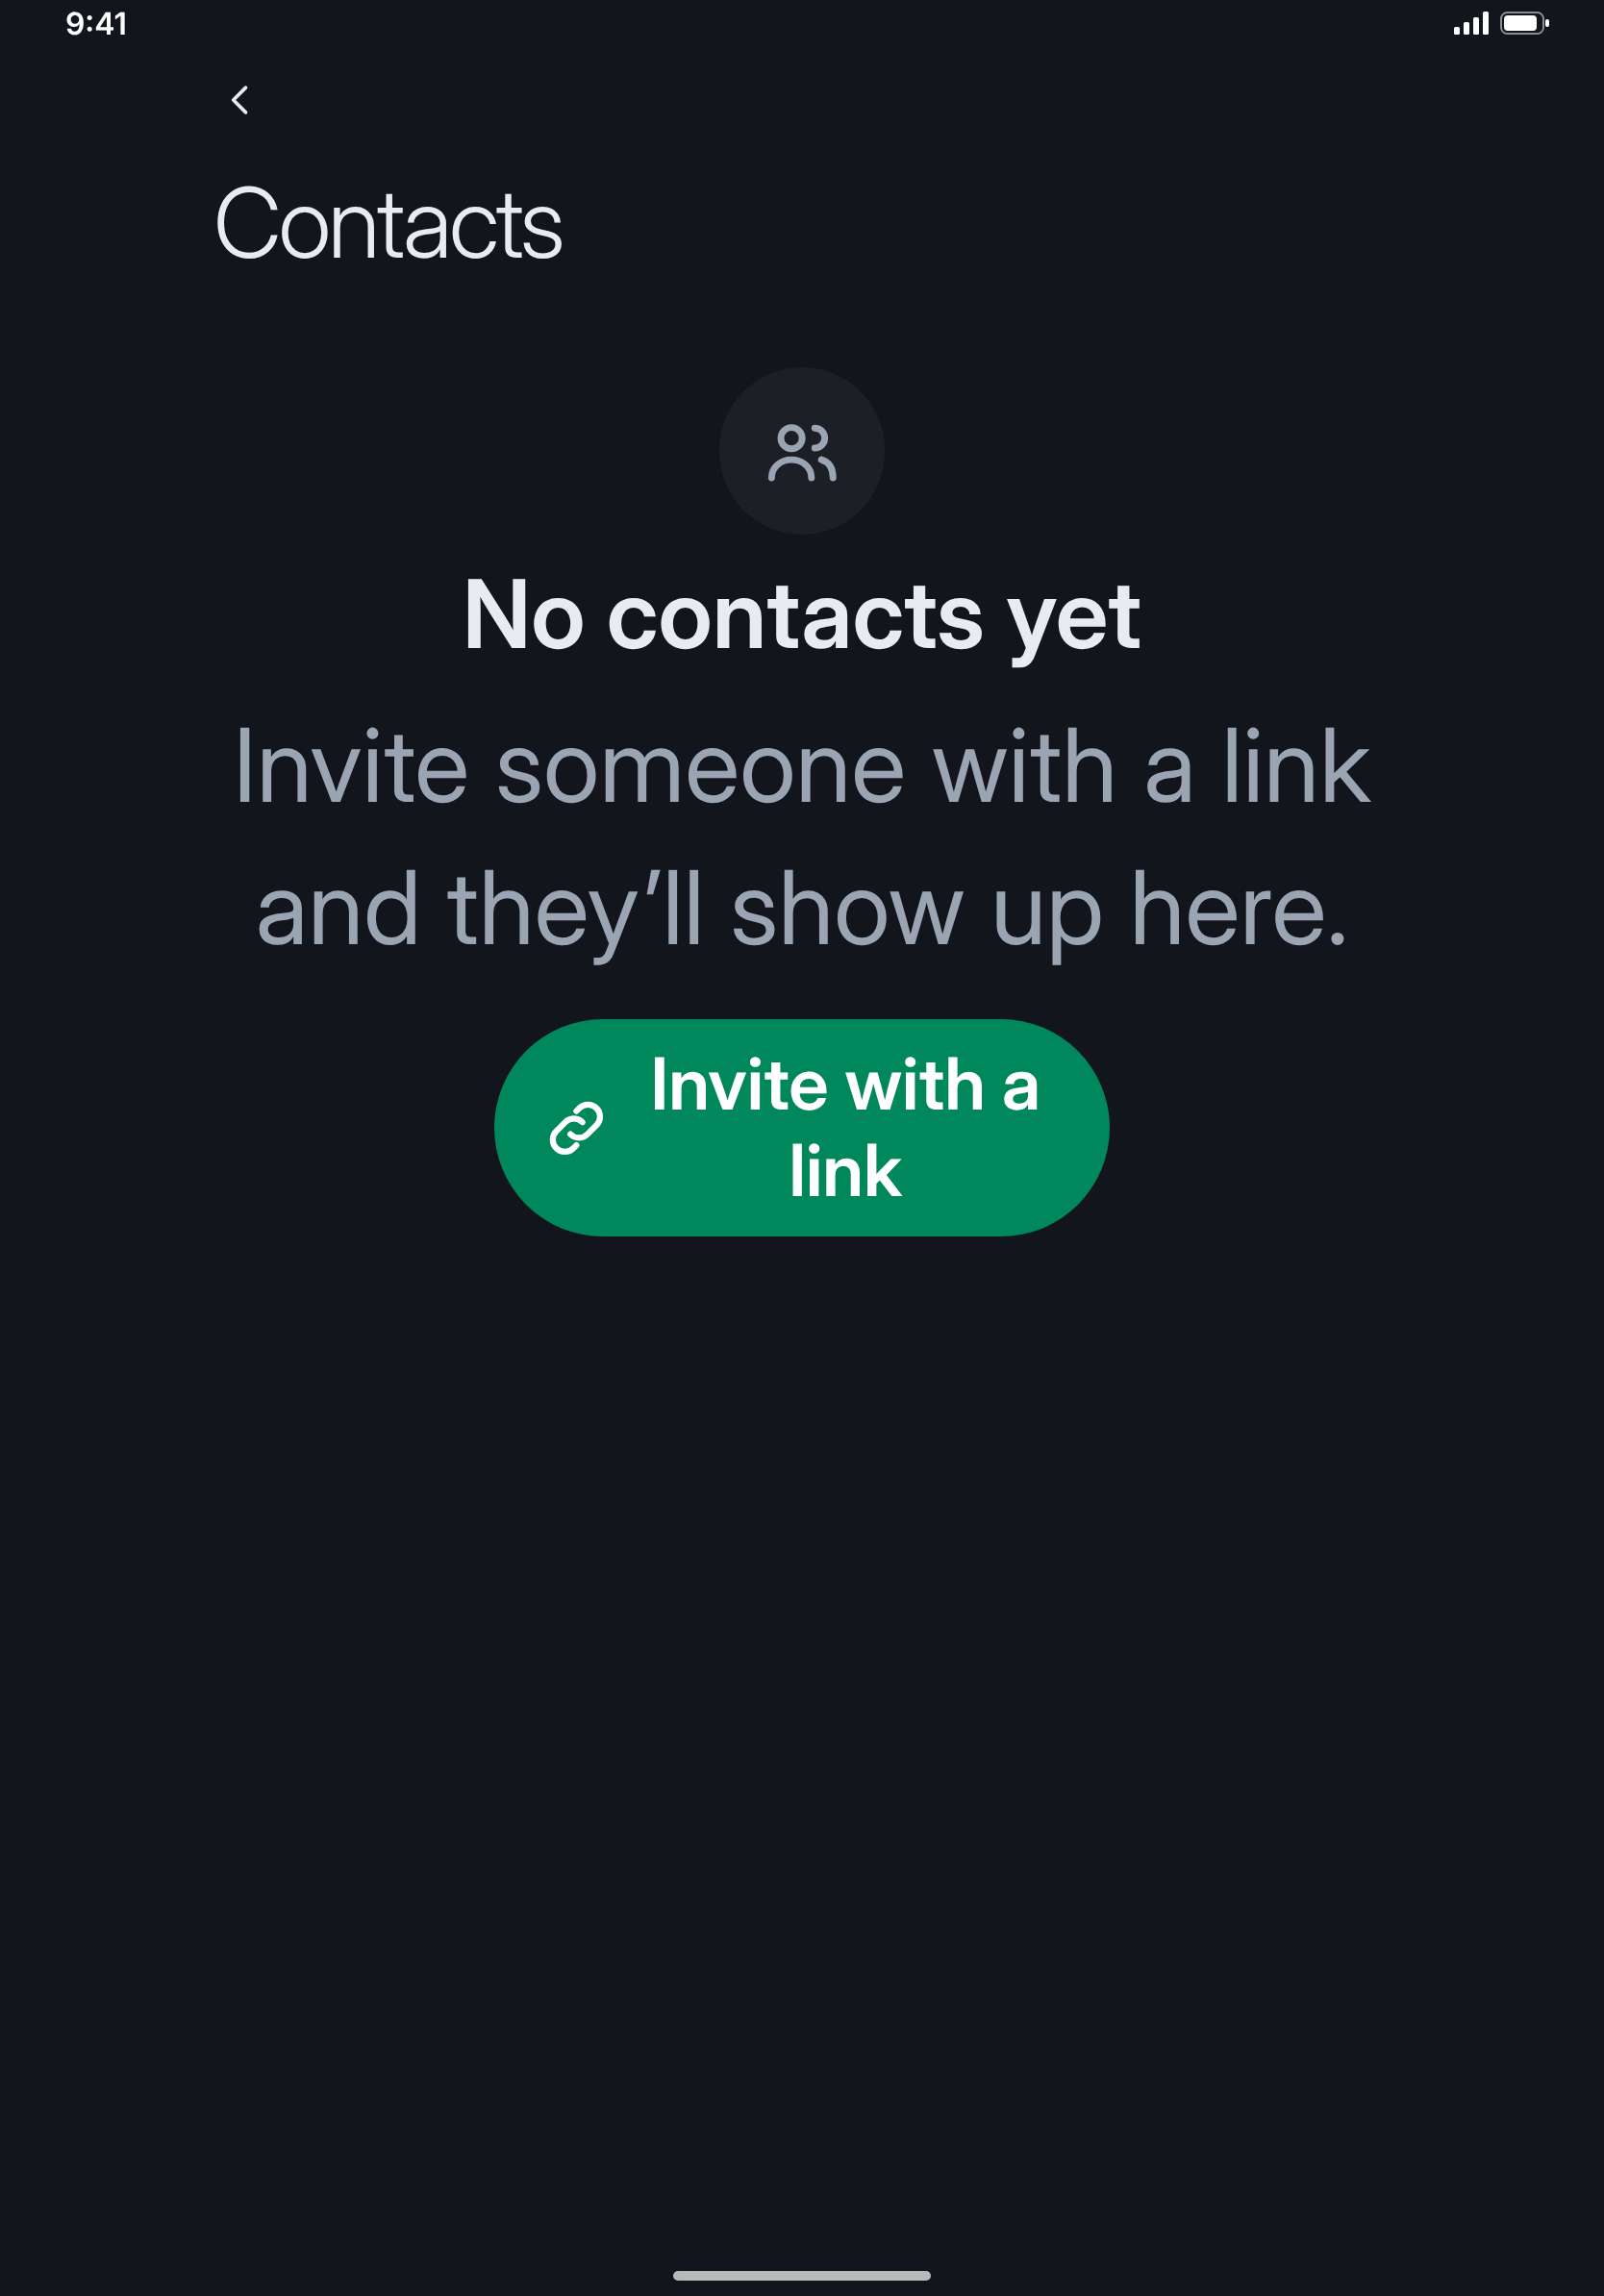 9:41
Contacts
No contacts yet
Invite someone with a link
and they’ll show up here.
Invite with a
link